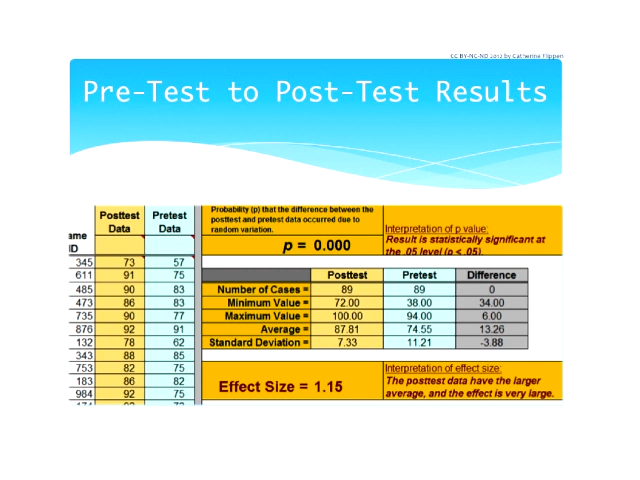 CC BY-NC-ND 2012 by Catherine Flippen
Pre-Test to Post-Test Results
Posttest Data Pretest Data
ame
ID
345 73 57
611 91 75
485 90 83
473 86 83
735 90 77
876 92 91
132 78 62
343 88 85
753 82 75
183 86 82
984 92 75
Probability (p) that the difference between the
posttest and pretest data occurred due to
random variation.
p = 0.000
Interpretation of p value:
Result is statistically significant at
the .05 level (p < .05).
Posttest Pretest Difference
Number of Cases = 89 89 0
Minimum Value = 72.00 38.00 34.00
Maximum Value = 100.00 94.00 6.00
Average = 87.81 74.55 13.26
Standard Deviation = 7.33 11.21 -3.88
Effect Size = 1.15
Interpretation of effect size:
The posttest data have the larger
average, and the effect is very large.